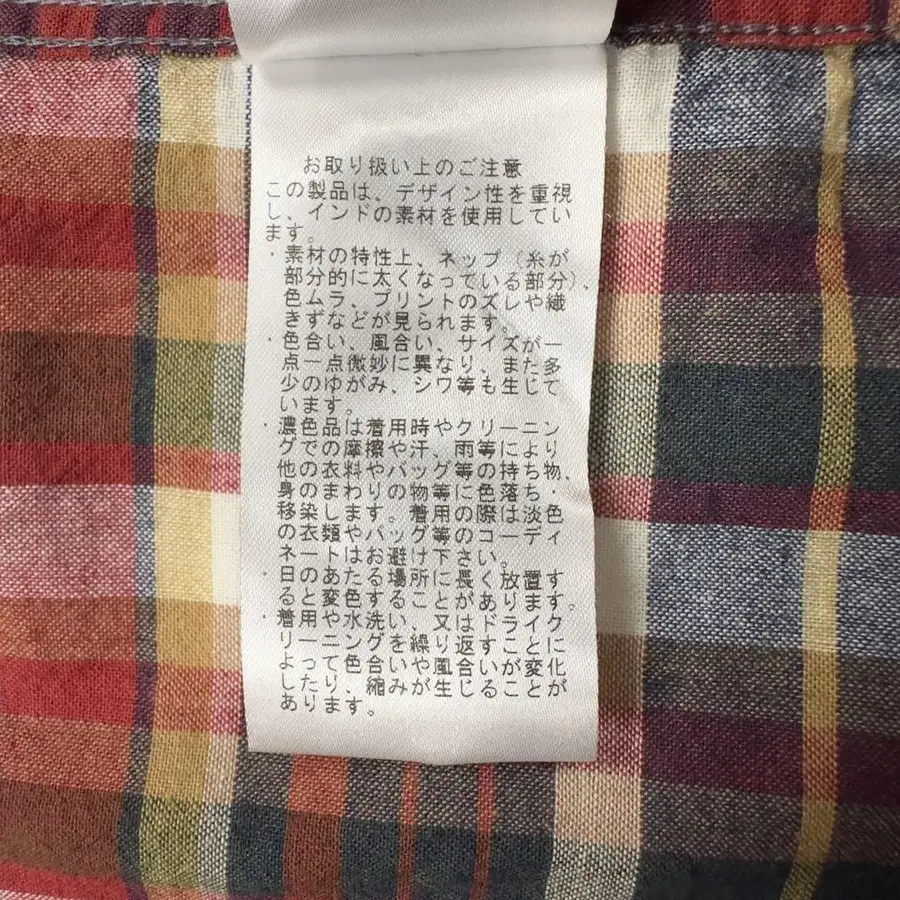 お取り扱い上のご注意
この製品は、デザイン性を重視
し、インドの素材を使用してい
ます。
・素材の特性上、ネップ（糸が
部分的に太くなっている部分）、
色ムラ、プリントのズレや織
きずなどが見られます。
・色合い、風合い、サイズが一
点一点微妙に異なり、また多
少のゆがみ、シワ等も生じて
います。
・濃色品は着用時やクリーニン
グでの摩擦や汗、雨等により
他の衣料やバッグ等の持ち物、
身のまわりの物等に色落ち・
移染します。着用の際は淡色
の衣類やバッグ等のコーディ
ネートはお避け下さい。
・日のあたる場所に長く放置す
ると変色することがあります。
・着用や水洗い、又はドライク
リーニングを繰り返すことに
よって色合いや風合いが変化
したり、縮みが生じることが
あります。